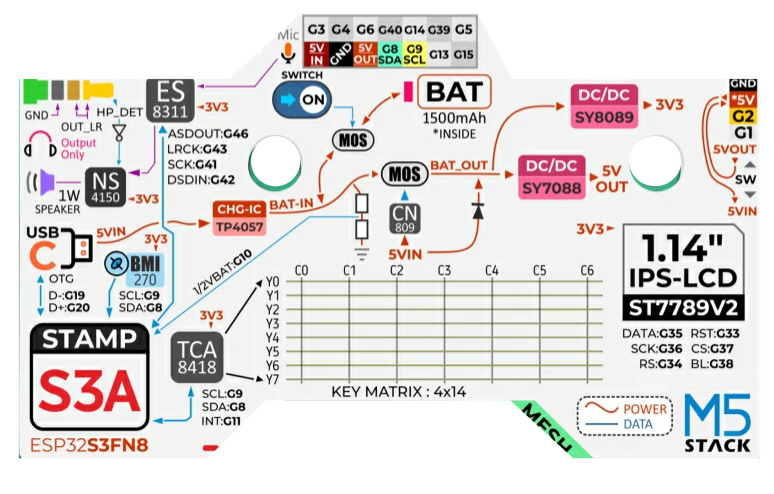 Mic
G3 G4 G6 G40 G14 G39 G5
5V IN GND 5V OUT G8 SDA G9 SCL G13 G15
SWITCH
ON
BAT
1500mAh
*INSIDE
DC/DC
SY8089
3V3
GND
*5V
G2
G1
5VOUT
SW
5VIN
GND
HP_DET
OUT_LR
Output
Only
ES
8311
3V3
ASDOUT:G46
LRCK:G43
SCK:G41
DSDIN:G42
MOS
MOS
BAT_OUT
DC/DC
SY7088
5V
OUT
1W
SPEAKER
NS
4150
3V3
CHG-IC
TP4057
BAT-IN
CN
809
5VIN
USB
C
OTG
5VIN
3V3
BMI
270
D-:G19
D+:G20
SCL:G9
SDA:G8
1/2VBAT:G10
3V3
1.14"
IPS-LCD
ST7789V2
DATA:G35 RST:G33
SCK:G36 CS:G37
RS:G34 BL:G38
C0 C1 C2 C3 C4 C5 C6
Y0
Y1
Y2
Y3
Y4
Y5
Y6
Y7
KEY MATRIX : 4x14
STAMP
S3A
ESP32S3FN8
3V3
TCA
8418
SCL:G9
SDA:G8
INT:G11
MESH
POWER
DATA
M5
STACK